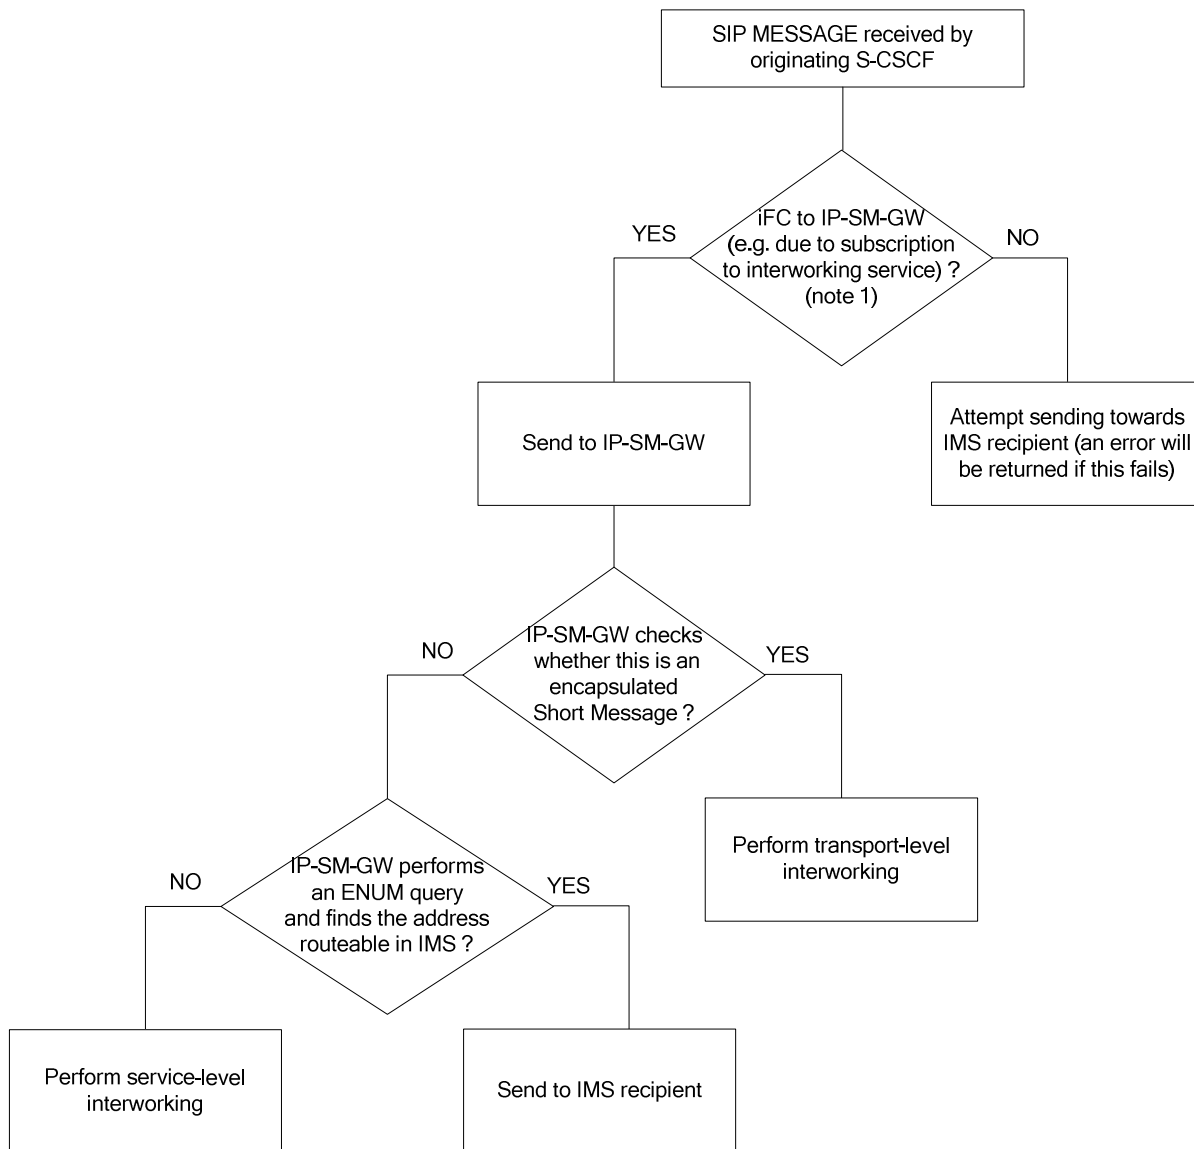 SIP MESSAGE received by
originating S-CSCF
iFC to IP-SM-GW
(e.g. due to subscription
to interworking service) ?
(note 1)
YES
NO
Send to IP-SM-GW
Attempt sending towards
IMS recipient (an error will
be returned if this fails)
IP-SM-GW checks
whether this is an
encapsulated
Short Message ?
NO
YES
Perform transport-level
interworking
IP-SM-GW performs
an ENUM query
and finds the address
routeable in IMS ?
NO
YES
Perform service-level
interworking
Send to IMS recipient